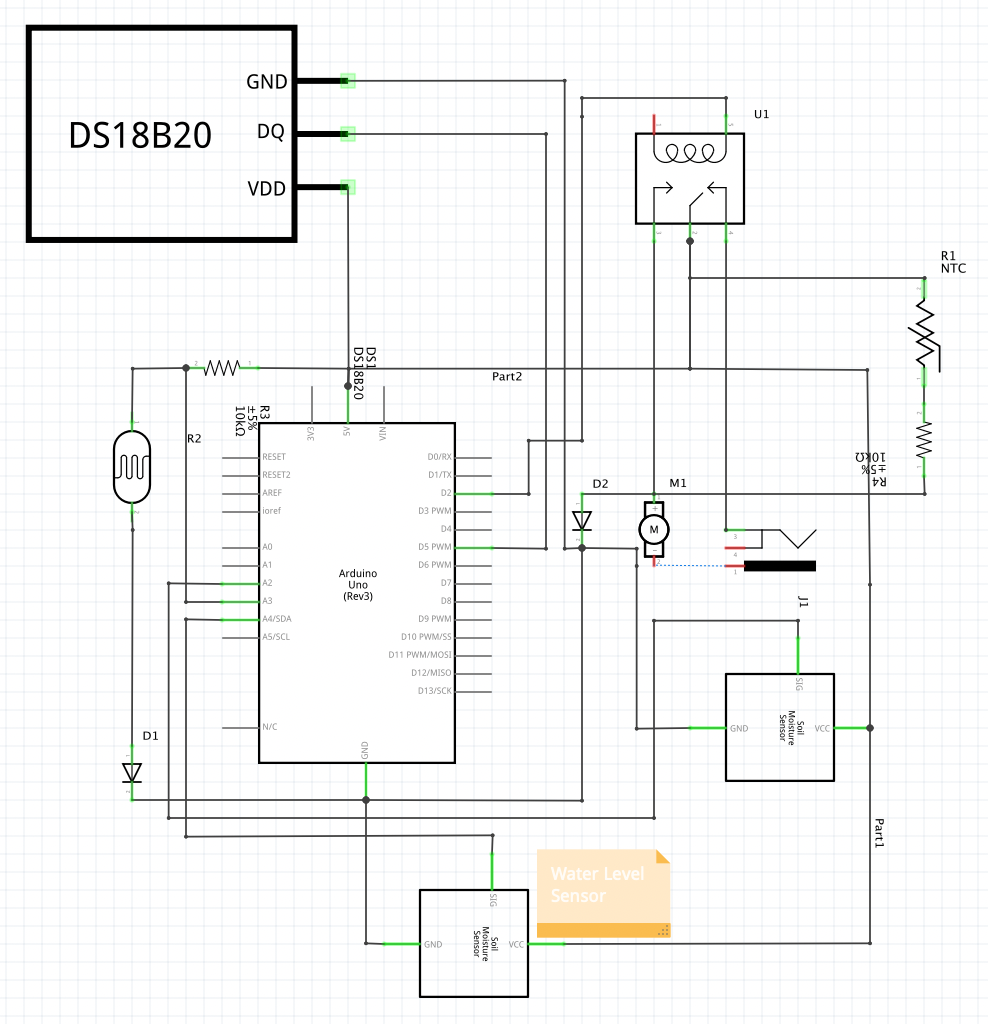 GND
DS18B20
DQ
VDD
U1
R1
NTC
DS1
DS18B20
Part2
R3
±5%
10kΩ
R2
3V3
5V
VIN
RESET
RESET2
AREF
ioref
A0
A1
A2
A3
A4/SDA
A5/SCL
N/C
D0/RX
D1/TX
D2
D3 PWM
D4
D5 PWM
D6 PWM
D7
D8
D9 PWM
D10 PWM/SS
D11 PWM/MOSI
D12/MISO
D13/SCK
GND
Arduino
Uno
(Rev3)
R4
±5%
10kΩ
D2
M1
+
M
-
3
4
1
J1
D1
SIG
GND
Soil
Moisture
Sensor
VCC
Part1
Water Level
Sensor
SIG
GND
Soil
Moisture
Sensor
VCC